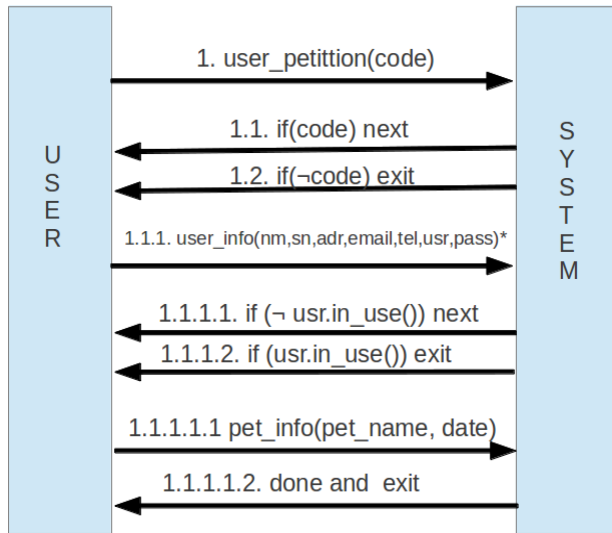 1. user_petittion(code)
1.1. if(code) next
1.2. if(¬code) exit
USER
SYSTEM
1.1.1. user_info(nm,sn,adr,email,tel,usr,pass)*
1.1.1.1. if (¬ usr.in_use()) next
1.1.1.2. if (usr.in_use()) exit
1.1.1.1.1 pet_info(pet_name, date)
1.1.1.1.2. done and exit